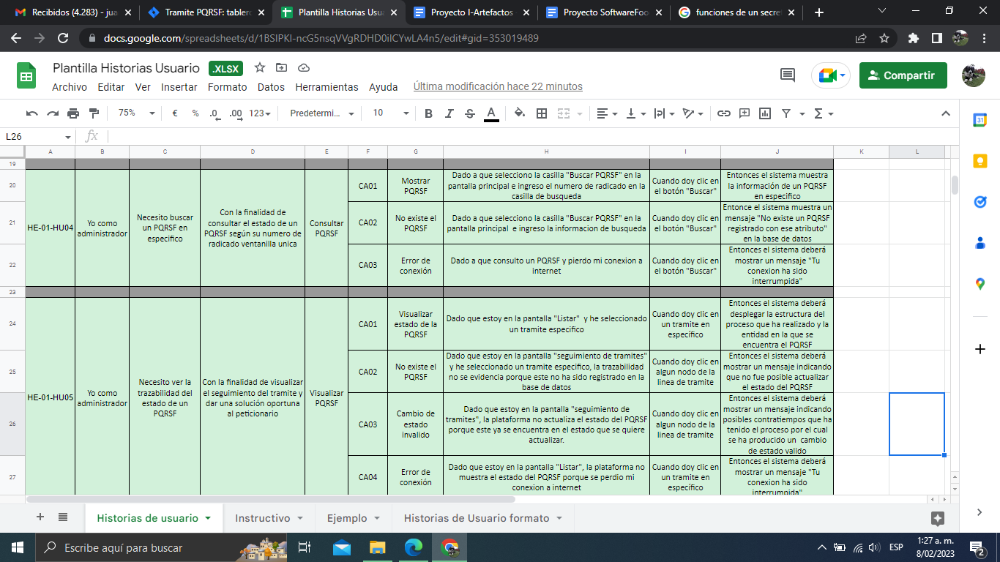 Recibidos (4.283) - jua
Tramite PQRSF: tablero
Plantilla Historias Usua
Proyecto I-Artefactos -
Proyecto SoftwareFoo
funciones de un secre
docs.google.com/spreadsheets/d/1BSIPKI-ncG5nsqVVgRDHD0iICYwLA4n5/edit#gid=353019489
Plantilla Historias Usuario
.XLSX
Archivo Editar Ver Insertar Formato Datos Herramientas Ayuda
Última modificación hace 22 minutos
Compartir
75%
€ % .0 .00 123
Predetermi...
10
B I S A
L26
fx
A B C D E F G H I J K L
19
20
HE-01-HU04
Yo como
administrador
Necesito buscar
un PQRSF en
especifico
Con la finalidad de
consultar el estado de un
PQRSF según su numero de
radicado ventanilla unica
Consultar
PQRSF
CA01
Mostrar
PQRSF
Dado a que selecciono la casilla "Buscar PQRSF" en la
pantalla principal e ingreso el numero de radicado en la
casilla de busqueda
Cuando doy clic en
el botón "Buscar"
Entonces el sistema muestra
la información de un PQRSF
en especifico
21
CA02
No existe el
PQRSF
Dado a que selecciono la casilla "Buscar PQRSF" en la
pantalla principal e ingreso la informacion de busqueda
Cuando doy clic en
el botón "Buscar"
Entonce el sistema muestra un
mensaje "No existe un PQRSF
registrado con ese atributo"
en la base de datos
22
CA03
Error de
conexión
Dado a que consulto un PQRSF y pierdo mi conexion a
internet
Cuando doy clic en
el botón "Buscar"
Entonces el sistema deberá
mostrar un mensaje "Tu
conexion ha sido
interrumpida"
23
24
HE-01-HU05
Yo como
administrador
Necesito ver la
trazabilidad del
estado de un
PQRSF
Con la finalidad de visualizar
el seguimiento del tramite y
dar una solución oportuna
al peticionario
Visualizar
PQRSF
CA01
Visualizar
estado de la
PQRSF
Dado que estoy en la pantalla "Listar" y he seleccionado
un tramite especifico
Cuando doy clic en
un tramite en
específico
Entonces el sistema deberá
desplegar la estructura del
proceso que ha realizado y la
entidad en la que se
encuentra el PQRSF
25
CA02
No existe el
PQRSF
Dado que estoy en la pantalla "seguimiento de tramites"
y he seleccionado un tramite especifico, la trazabilidad
no se evidencia porque este no ha sido registrado en la
base de datos
Cuando doy clic en
algun nodo de la
linea de tramite
Entonces el sistema deberá
mostrar un mensaje indicando
que no fue posible actualizar
el estado del PQRSF
26
CA03
Cambio de
estado
invalido
Dado que estoy en la pantalla "seguimiento de
tramites", la plataforma no actualiza el estado del PQRSF
porque este ya se encuentra en el estado que se quiere
actualizar.
Cuando doy clic en
algun nodo de la
linea de tramite
Entonces el sistema deberá
mostrar un mensaje indicando
posibles contratiempos que ha
tenido el proceso por el cual
se ha producido un cambio
de estado valido
27
CA04
Error de
conexión
Dado que estoy en la pantalla "Listar", la plataforma no
muestra el estado del PQRSF porque se perdio mi
conexion a internet
Cuando doy clic en
un tramite en
específico
Entonces el sistema deberá
mostrar un mensaje "Tu
conexion ha sido
interrumpida"
31
Historias de usuario
Instructivo
Ejemplo
Historias de Usuario formato
Escribe aquí para buscar
ESP
1:27 a. m.
8/02/2023
2